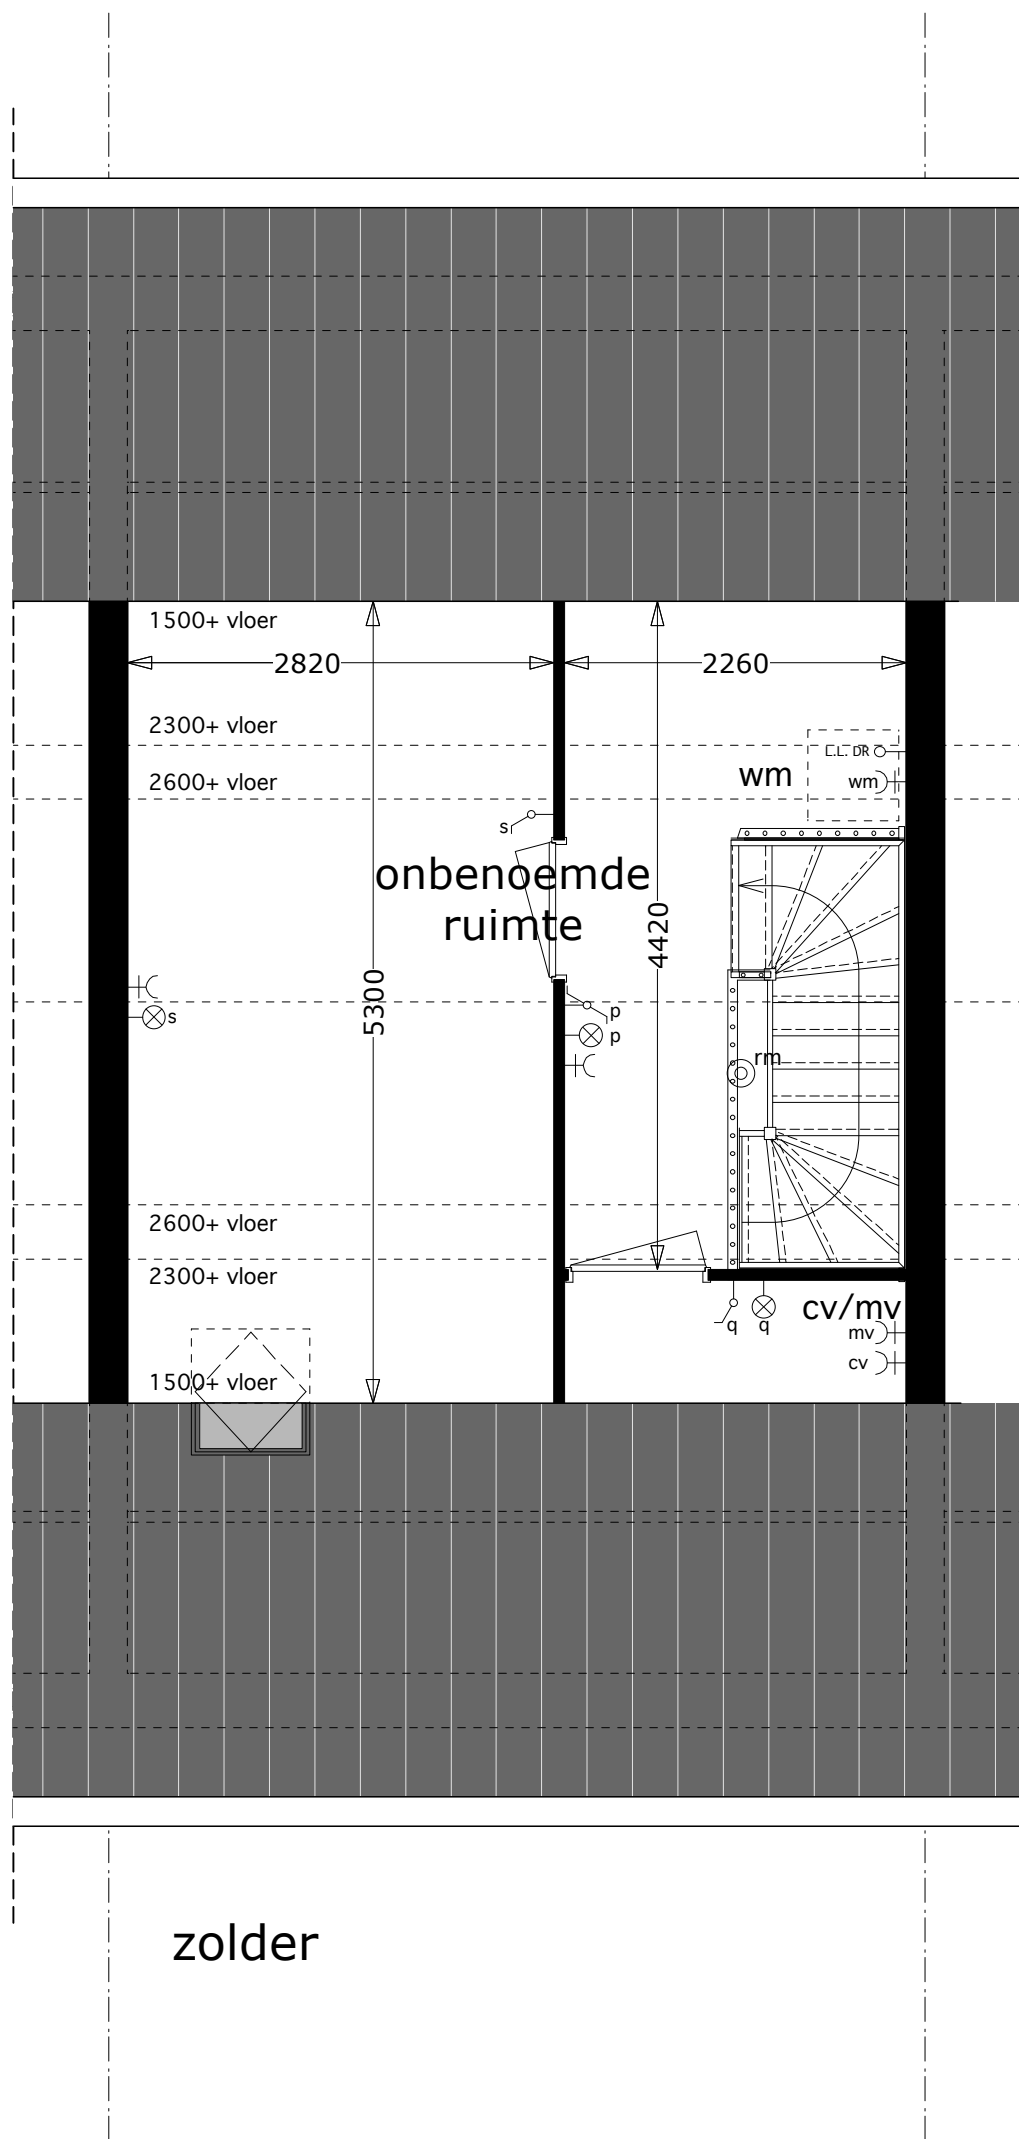 1500+ vloer
2820
2260
2300+ vloer
L.L. DR
wm
wm
2600+ vloer
s
onbenoemde
ruimte
4420
5300
s
p
p
rm
2600+ vloer
2300+ vloer
cv/mv
q
q
mv
cv
1500+ vloer
zolder